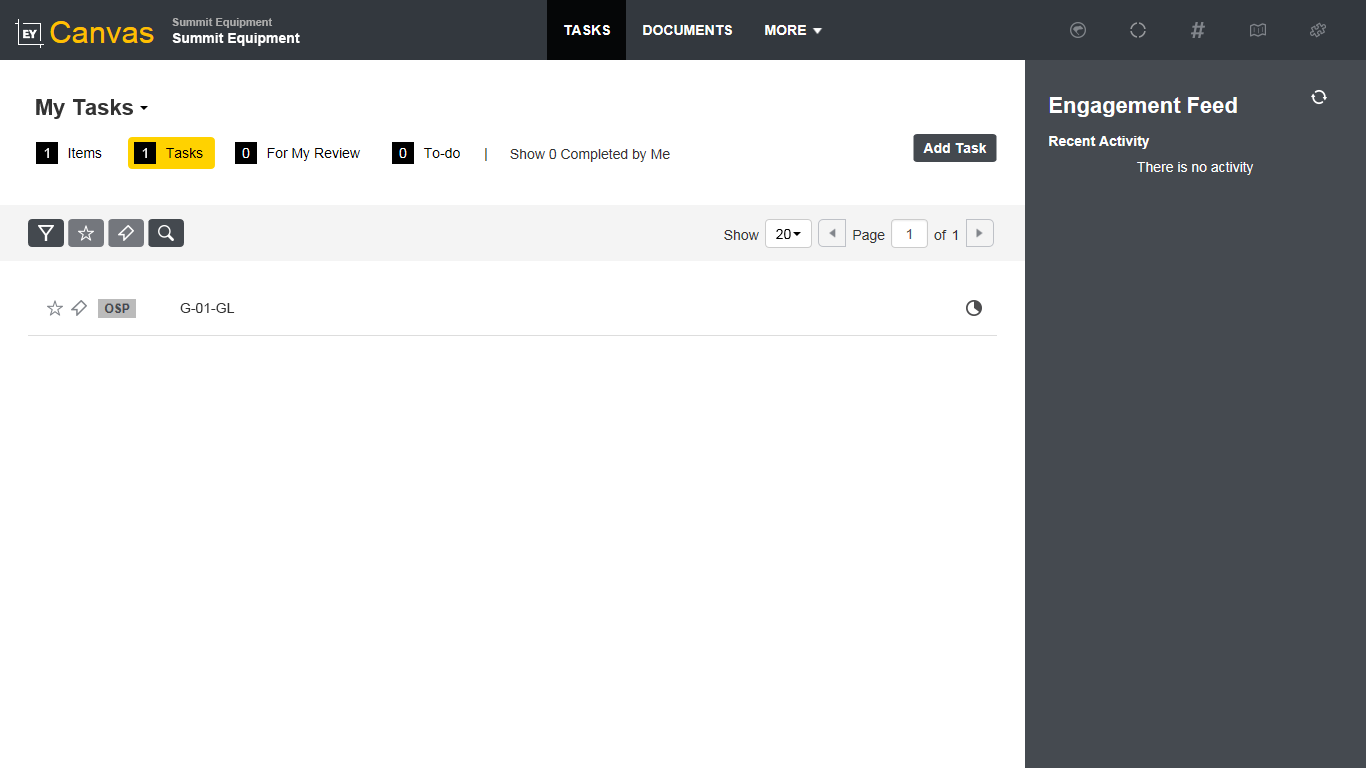 EY Canvas
Summit Equipment
Summit Equipment
TASKS
DOCUMENTS
MORE
#
My Tasks
1 Items
1 Tasks
0 For My Review
0 To-do
|
Show 0 Completed by Me
Add Task
Show 20
Page 1 of 1
OSP
G-01-GL
Engagement Feed
Recent Activity
There is no activity